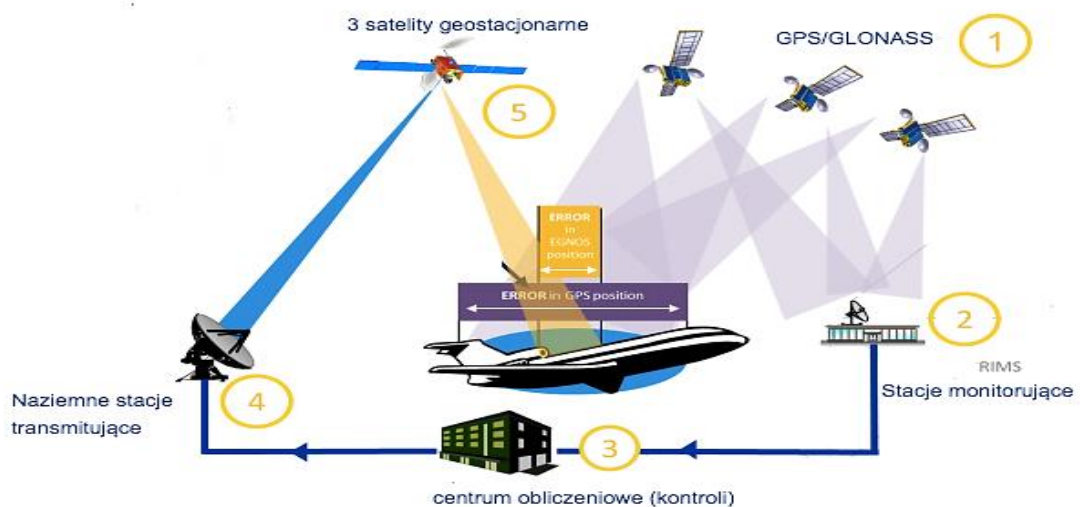 3 satelity geostacjonarne
GPS/GLONASS
1
5
ERROR
in
EGNOS
position
ERROR in GPS position
2
RIMS
Stacje monitorujące
4
Naziemne stacje
transmitujące
3
centrum obliczeniowe (kontroli)